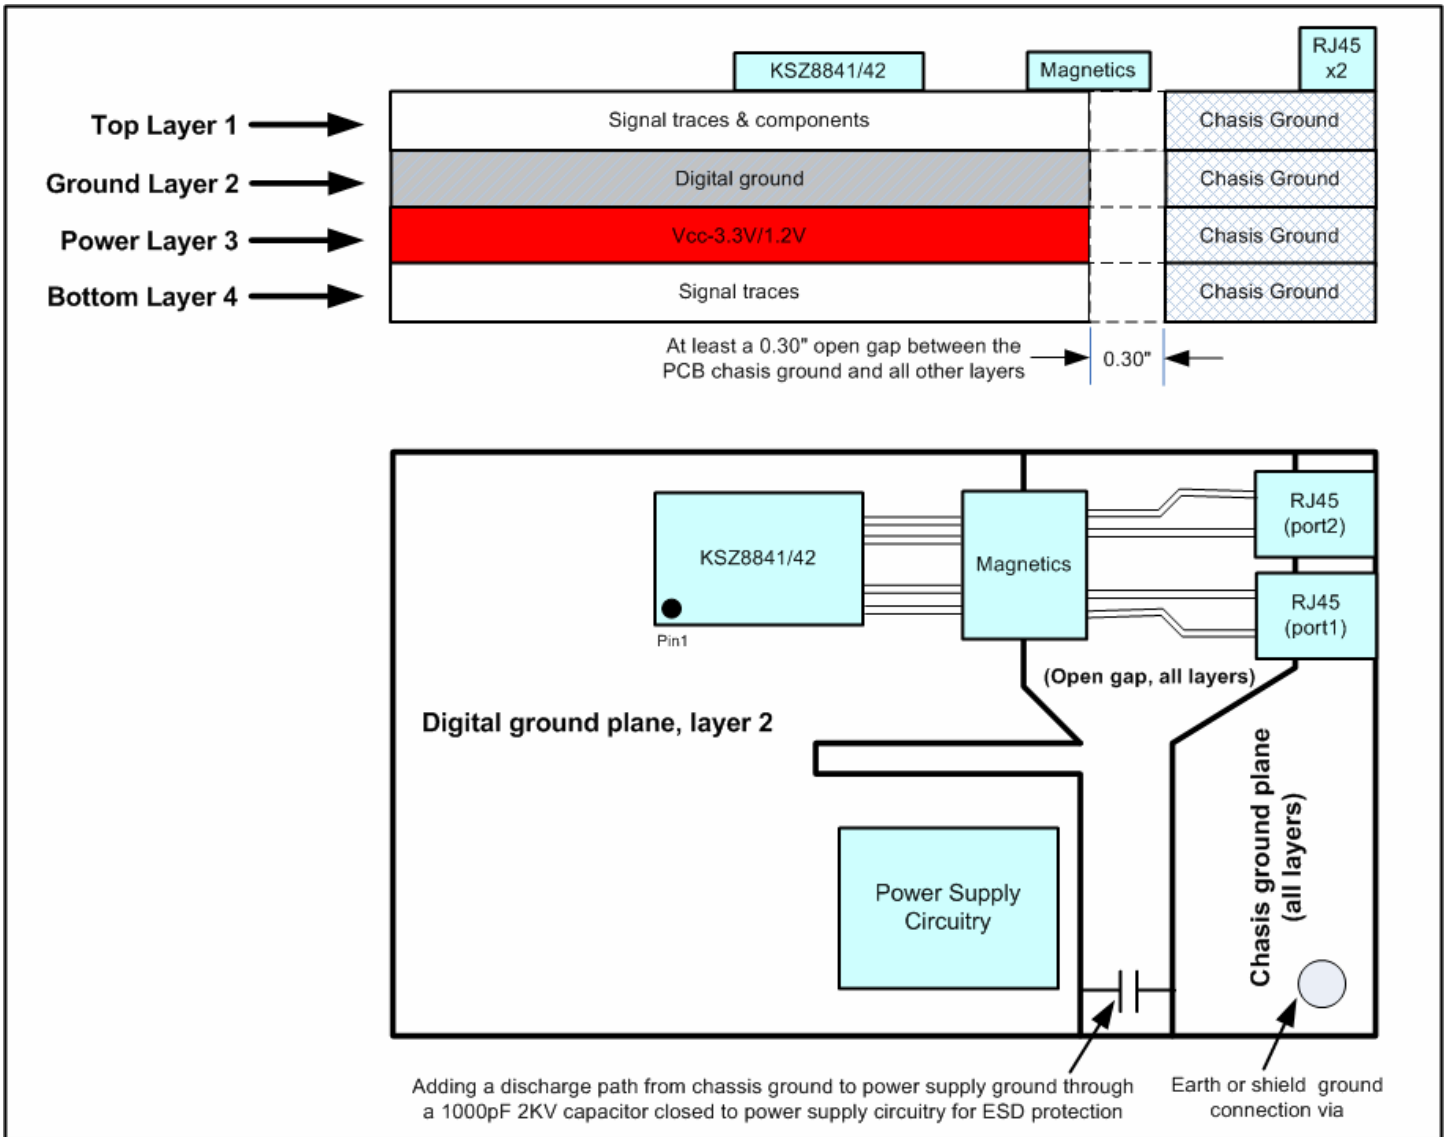 KSZ8841/42
Magnetics
RJ45
x2
Top Layer 1
Signal traces & components
Chasis Ground
Ground Layer 2
Digital ground
Chasis Ground
Power Layer 3
Vcc-3.3V/1.2V
Chasis Ground
Bottom Layer 4
Signal traces
Chasis Ground
At least a 0.30" open gap between the
PCB chasis ground and all other layers
0.30"
KSZ8841/42
Pin1
Magnetics
RJ45
(port2)
RJ45
(port1)
(Open gap, all layers)
Digital ground plane, layer 2
Chasis ground plane
(all layers)
Power Supply
Circuitry
Adding a discharge path from chassis ground to power supply ground through
a 1000pF 2KV capacitor closed to power supply circuitry for ESD protection
Earth or shield ground
connection via